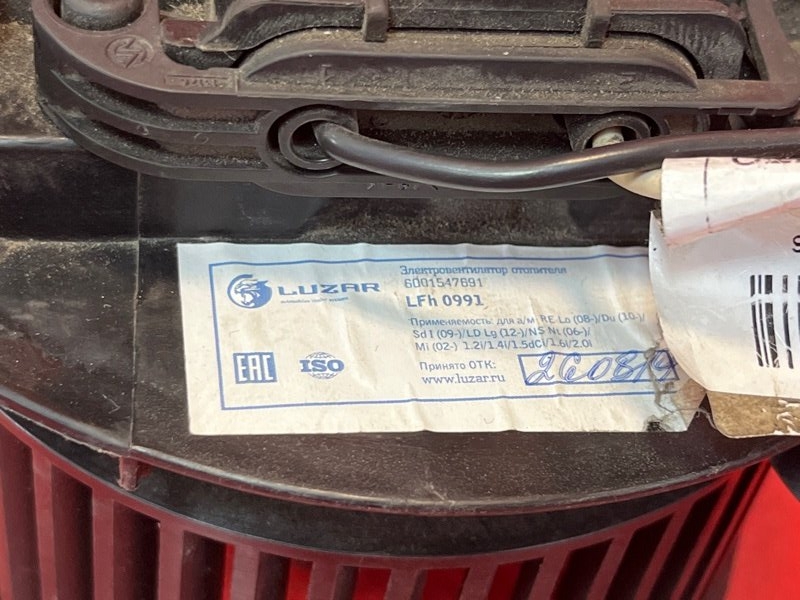 LUZAR
Электровентилятор отопителя
6001547691
LFh 0991
Применяемость: для а/м RE Lo (08-)/Du (10-)/
Sd I (09-)/LD Lg (12-)/NS Nt (06-)/
Mi (02-) 1.2i/1.4i/1.5dCi/1.6i/2.0i
EAC
ISO
Принято ОТК:
www.luzar.ru
260819